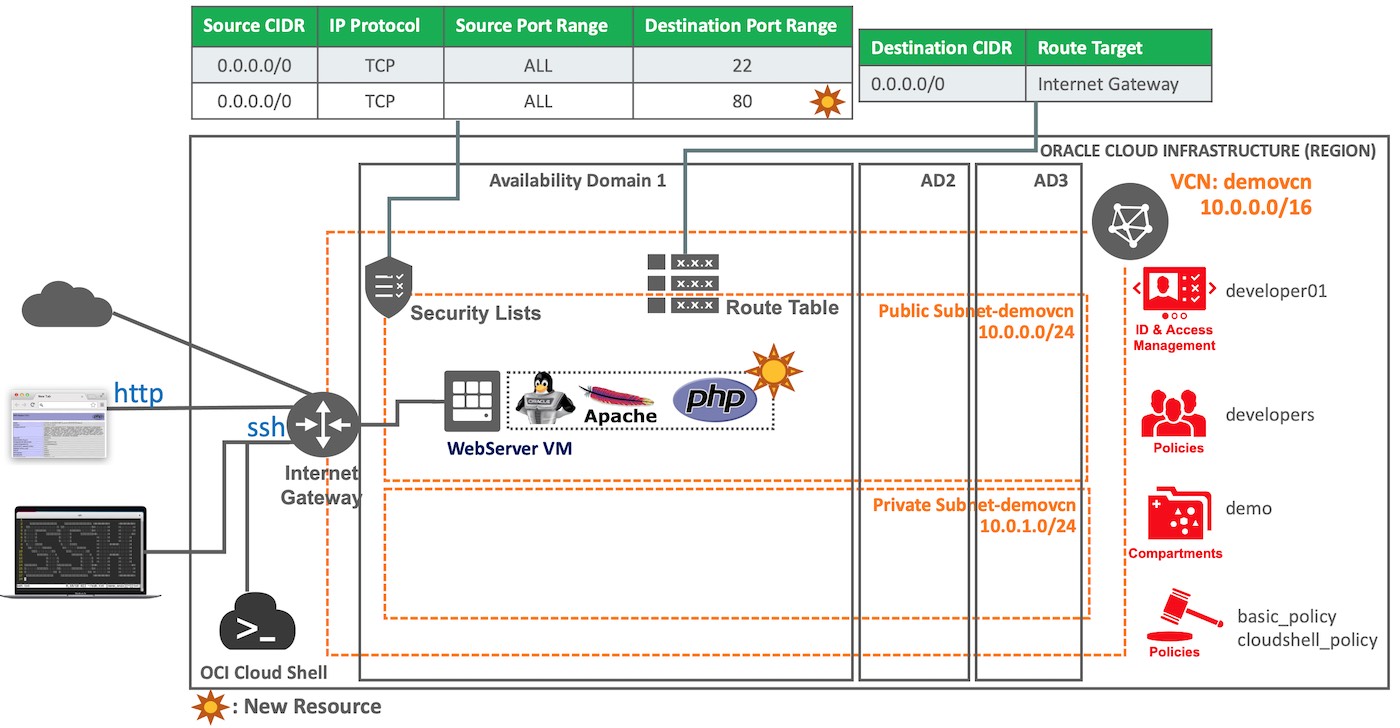 Source CIDR IP Protocol Source Port Range Destination Port Range
0.0.0.0/0 TCP ALL 22
0.0.0.0/0 TCP ALL 80
Destination CIDR Route Target
0.0.0.0/0 Internet Gateway
ORACLE CLOUD INFRASTRUCTURE (REGION)
Availability Domain 1
AD2
AD3
VCN: demovcn
10.0.0.0/16
x.x.x
x.x.x
x.x.x
Security Lists
Route Table
Public Subnet-demovcn
10.0.0.0/24
developer01
ID & Access
Management
http
ssh
Internet
Gateway
WebServer VM
ORACLE
Apache
php
developers
Policies
Private Subnet-demovcn
10.0.1.0/24
demo
Compartments
basic_policy
cloudshell_policy
Policies
>_
OCI Cloud Shell
: New Resource